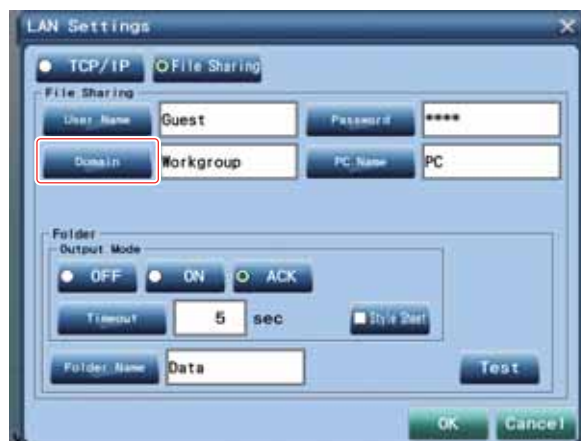 LAN Settings
TCP/IP File Sharing
File Sharing
User Name Guest Password ****
Domain Workgroup PC Name PC
Folder
Output Mode
OFF ON ACK
Timeout 5 sec Style Sheet
Folder Name Data Test
OK Cancel